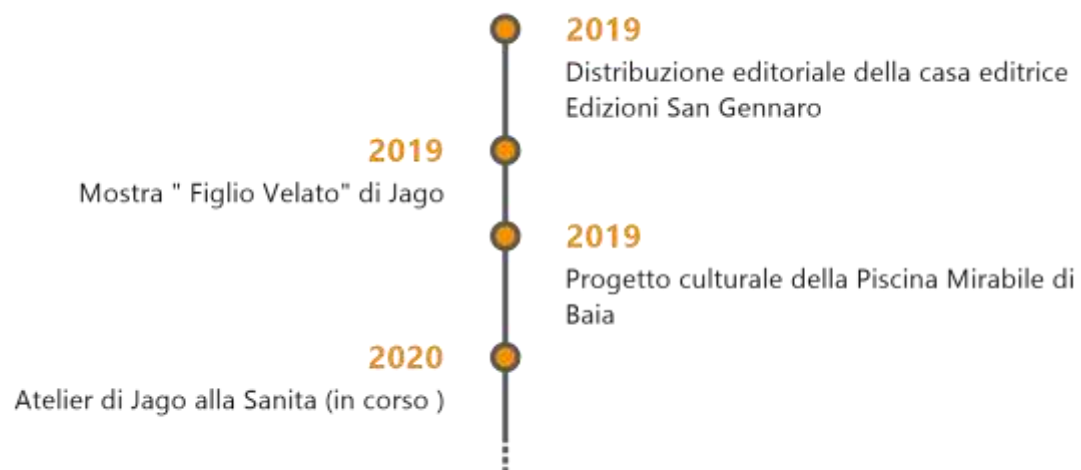 2019
Distribuzione editoriale della casa editrice
Edizioni San Gennaro
2019
Mostra " Figlio Velato" di Jago
2019
Progetto culturale della Piscina Mirabile di
Baia
2020
Atelier di Jago alla Sanita (in corso )